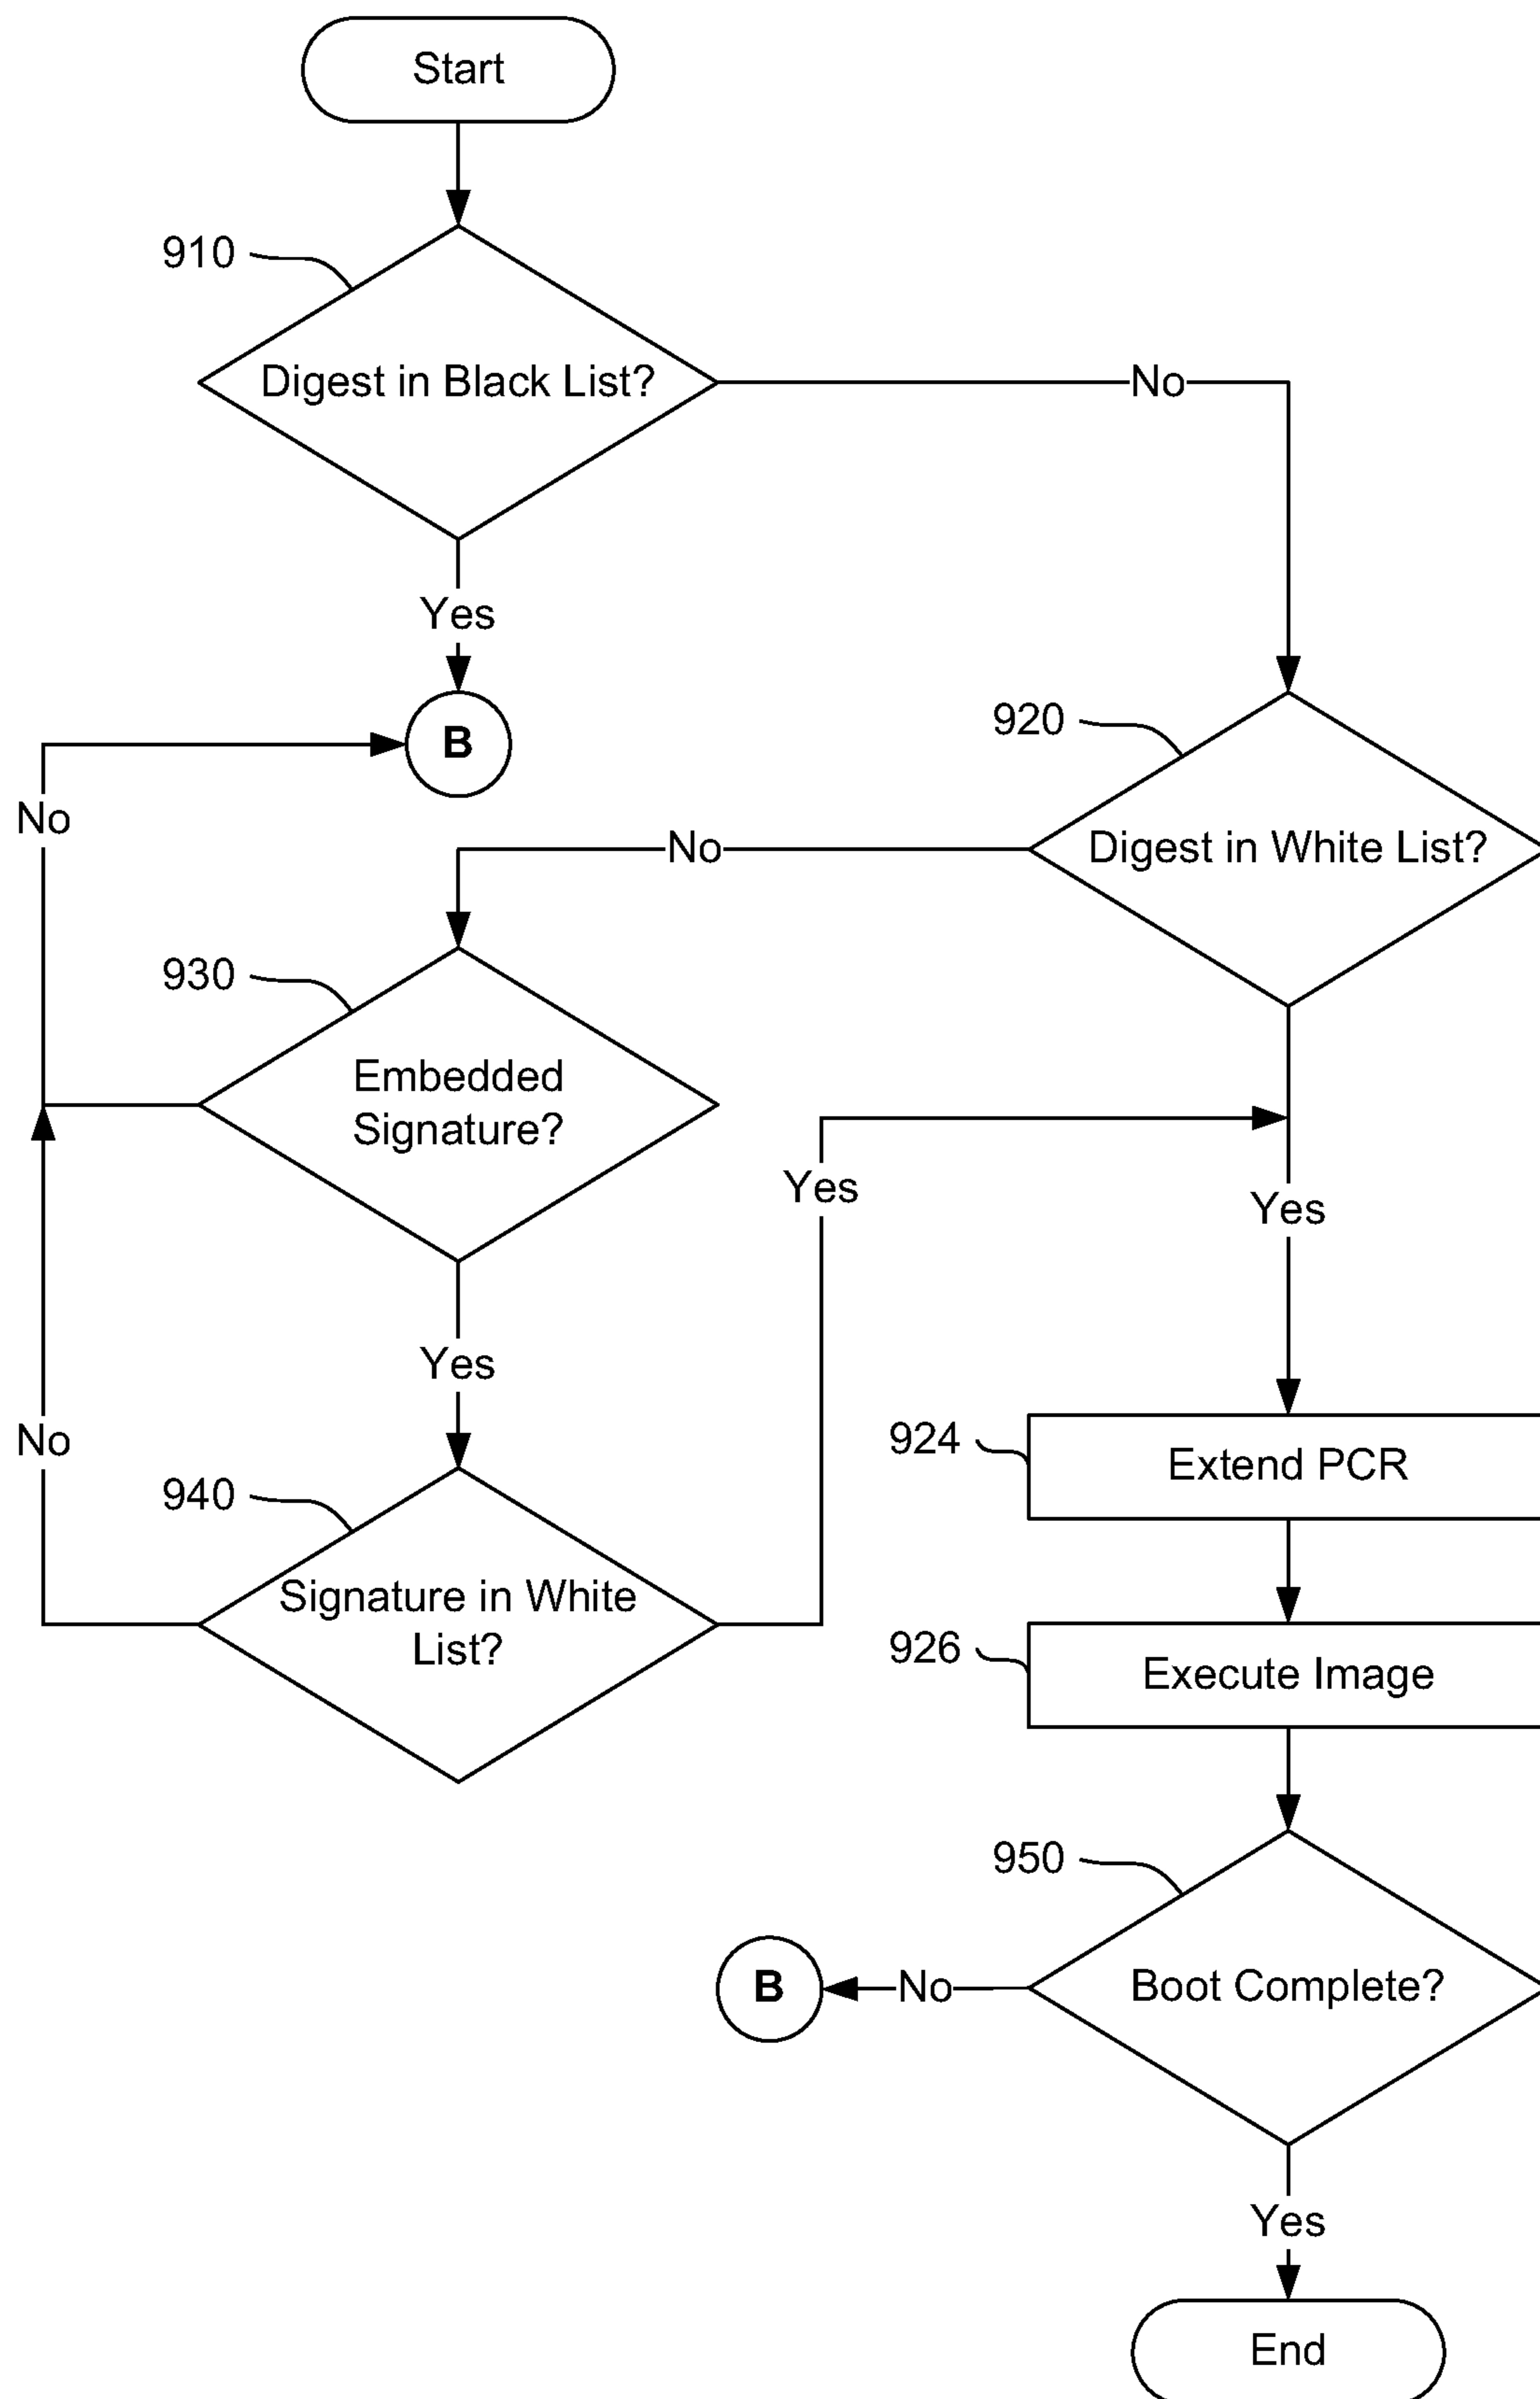 Start
910
Digest in Black List?
No
Yes
B
920
No
Digest in White List?
No
930
Embedded
Signature?
Yes
Yes
Yes
924
Extend PCR
No
940
Signature in White
List?
926
Execute Image
950
B
No
Boot Complete?
Yes
End